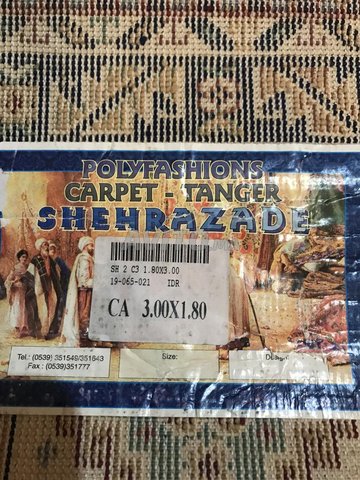 POLYFASHIONS
CARPET - TANGER
SHEHRAZADE
SH 2 C3 1.80X3.00
19-065-021 IDR
CA 3.00X1.80
Tel.: (0539) 351549/351643
Fax : (0539)351777
Size: